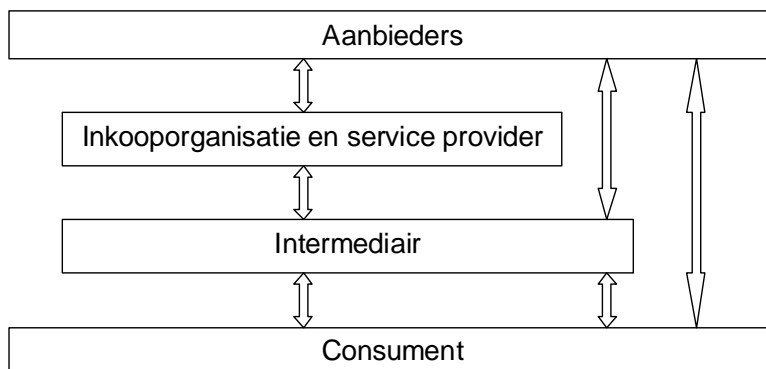 Aanbieders
Inkooporganisatie en service provider
Intermediair
Consument